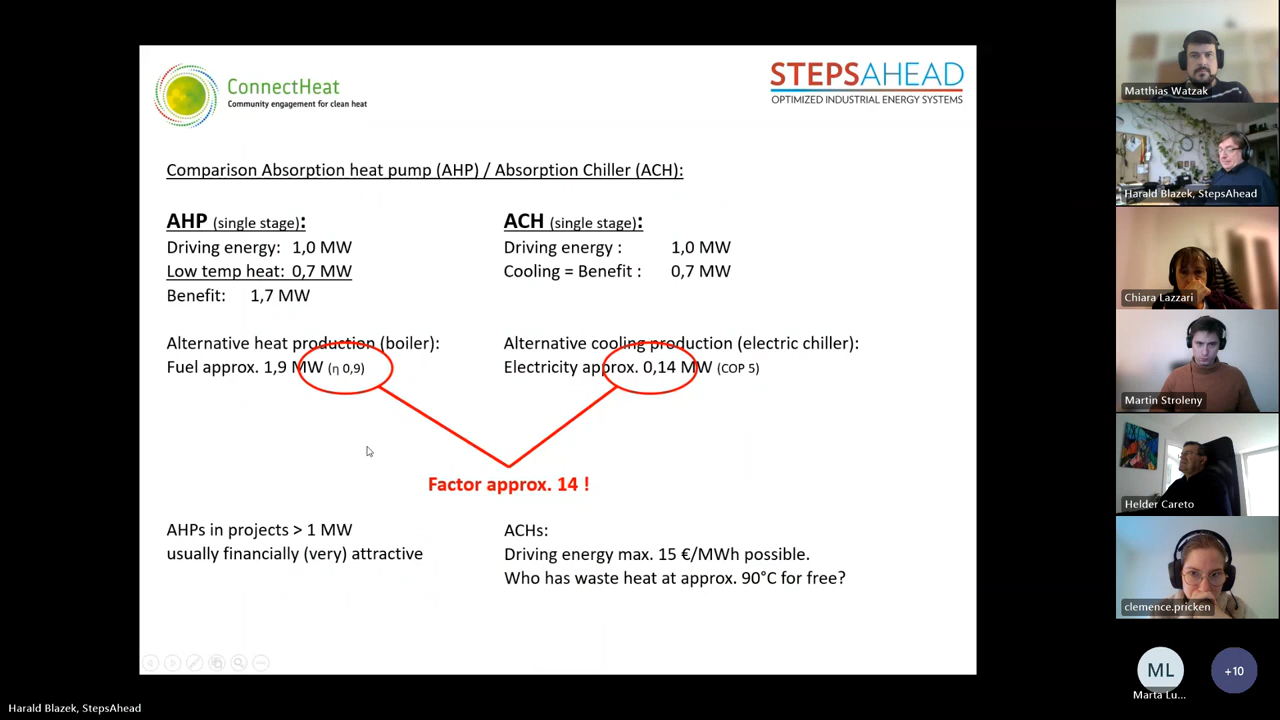 ConnectHeat
Community engagement for clean heat
STEPSAHEAD
OPTIMIZED INDUSTRIAL ENERGY SYSTEMS
Comparison Absorption heat pump (AHP) / Absorption Chiller (ACH):
AHP (single stage):
Driving energy: 1,0 MW
Low temp heat: 0,7 MW
Benefit: 1,7 MW
Alternative heat production (boiler):
Fuel approx. 1,9 MW (η 0,9)
ACH (single stage):
Driving energy : 1,0 MW
Cooling = Benefit : 0,7 MW
Alternative cooling production (electric chiller):
Electricity approx. 0,14 MW (COP 5)
Factor approx. 14 !
AHPs in projects > 1 MW
usually financially (very) attractive
ACHs:
Driving energy max. 15 €/MWh possible.
Who has waste heat at approx. 90°C for free?
Matthias Watzak
Harald Blazek, StepsAhead
Chiara Lazzari
Martin Stroleny
Helder Careto
clemence.pricken
ML
Marta Lu...
+10
Harald Blazek, StepsAhead